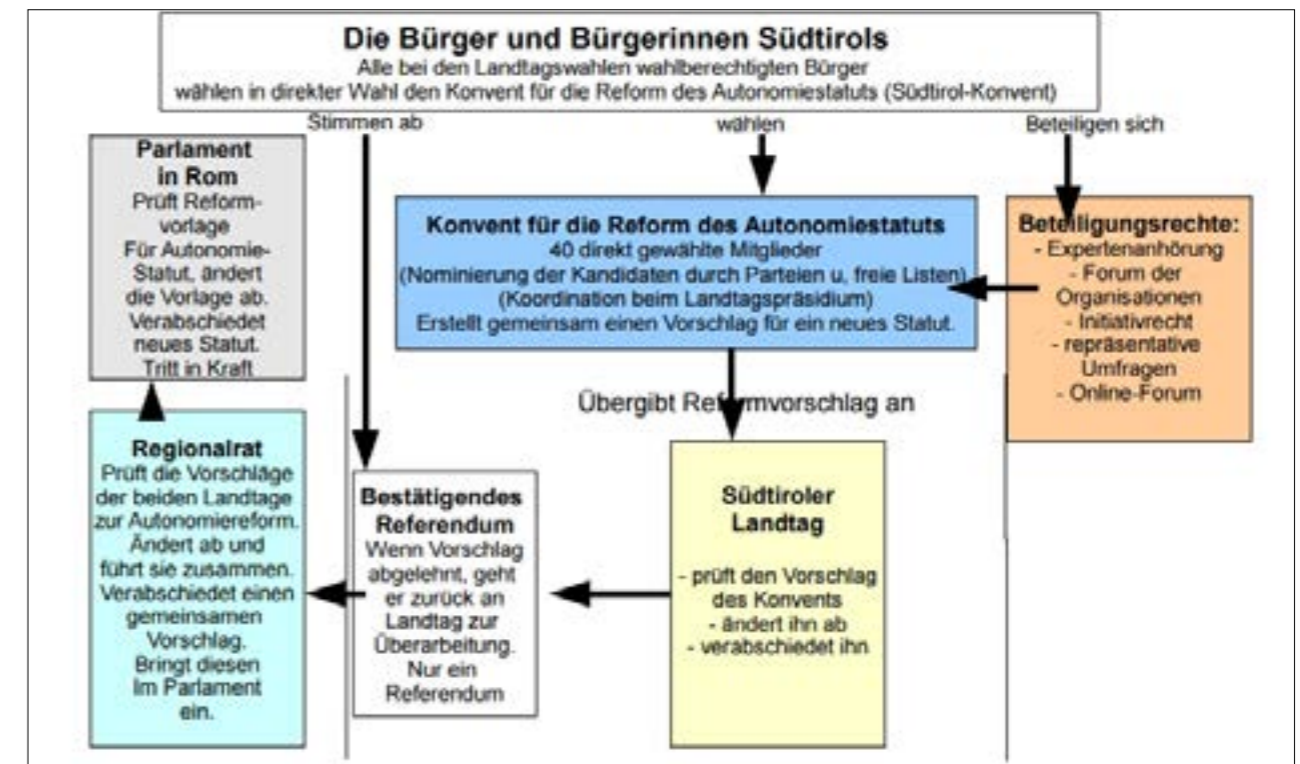 Die Bürger und Bürgerinnen Südtirols
Alle bei den Landtagswahlen wahlberechtigten Bürger
wählen in direkter Wahl den Konvent für die Reform des Autonomiestatuts (Südtirol-Konvent)
Stimmen ab
wählen
Beteiligen sich
Parlament
in Rom
Prüft Reform-
vorlage
Für Autonomie-
Statut, ändert
die Vorlage ab.
Verabschiedet
neues Statut.
Tritt in Kraft
Konvent für die Reform des Autonomiestatuts
40 direkt gewählte Mitglieder
(Nominierung der Kandidaten durch Parteien u, freie Listen)
(Koordination beim Landtagspräsidium)
Erstellt gemeinsam einen Vorschlag für ein neues Statut.
Beteiligungsrechte:
- Expertenanhörung
- Forum der
Organisationen
- Initiativrecht
- repräsentative
Umfragen
- Online-Forum
Übergibt Reformvorschlag an
Regionalrat
Prüft die Vorschläge
der beiden Landtage
zur Autonomiereform.
Ändert ab und
führt sie zusammen.
Verabschiedet einen
gemeinsamen
Vorschlag.
Bringt diesen
Im Parlament
ein.
Bestätigendes
Referendum
Wenn Vorschlag
abgelehnt, geht
er zurück an
Landtag zur
Überarbeitung.
Nur ein
Referendum
Südtiroler
Landtag
- prüft den Vorschlag
des Konvents
- ändert ihn ab
- verabschiedet ihn